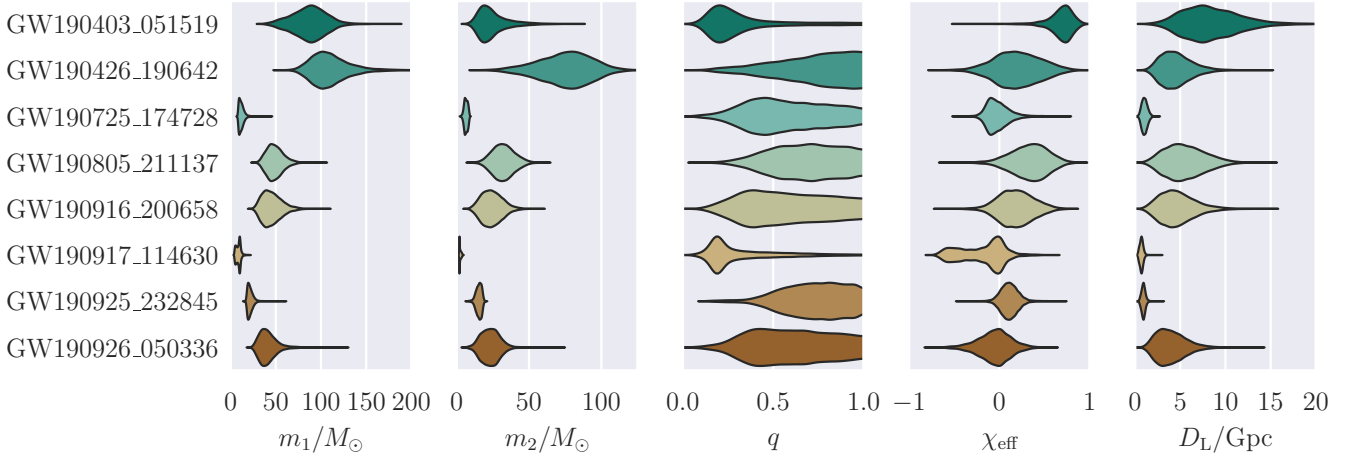 GW190403_051519
GW190426_190642
GW190725_174728
GW190805_211137
GW190916_200658
GW190917_114630
GW190925_232845
GW190926_050336
0 50 100 150 200 0 50 100 0.0 0.5 1.0 −1 0 1 0 5 10 15 20
m₁/M⊙ m₂/M⊙ q χeff D_L/Gpc